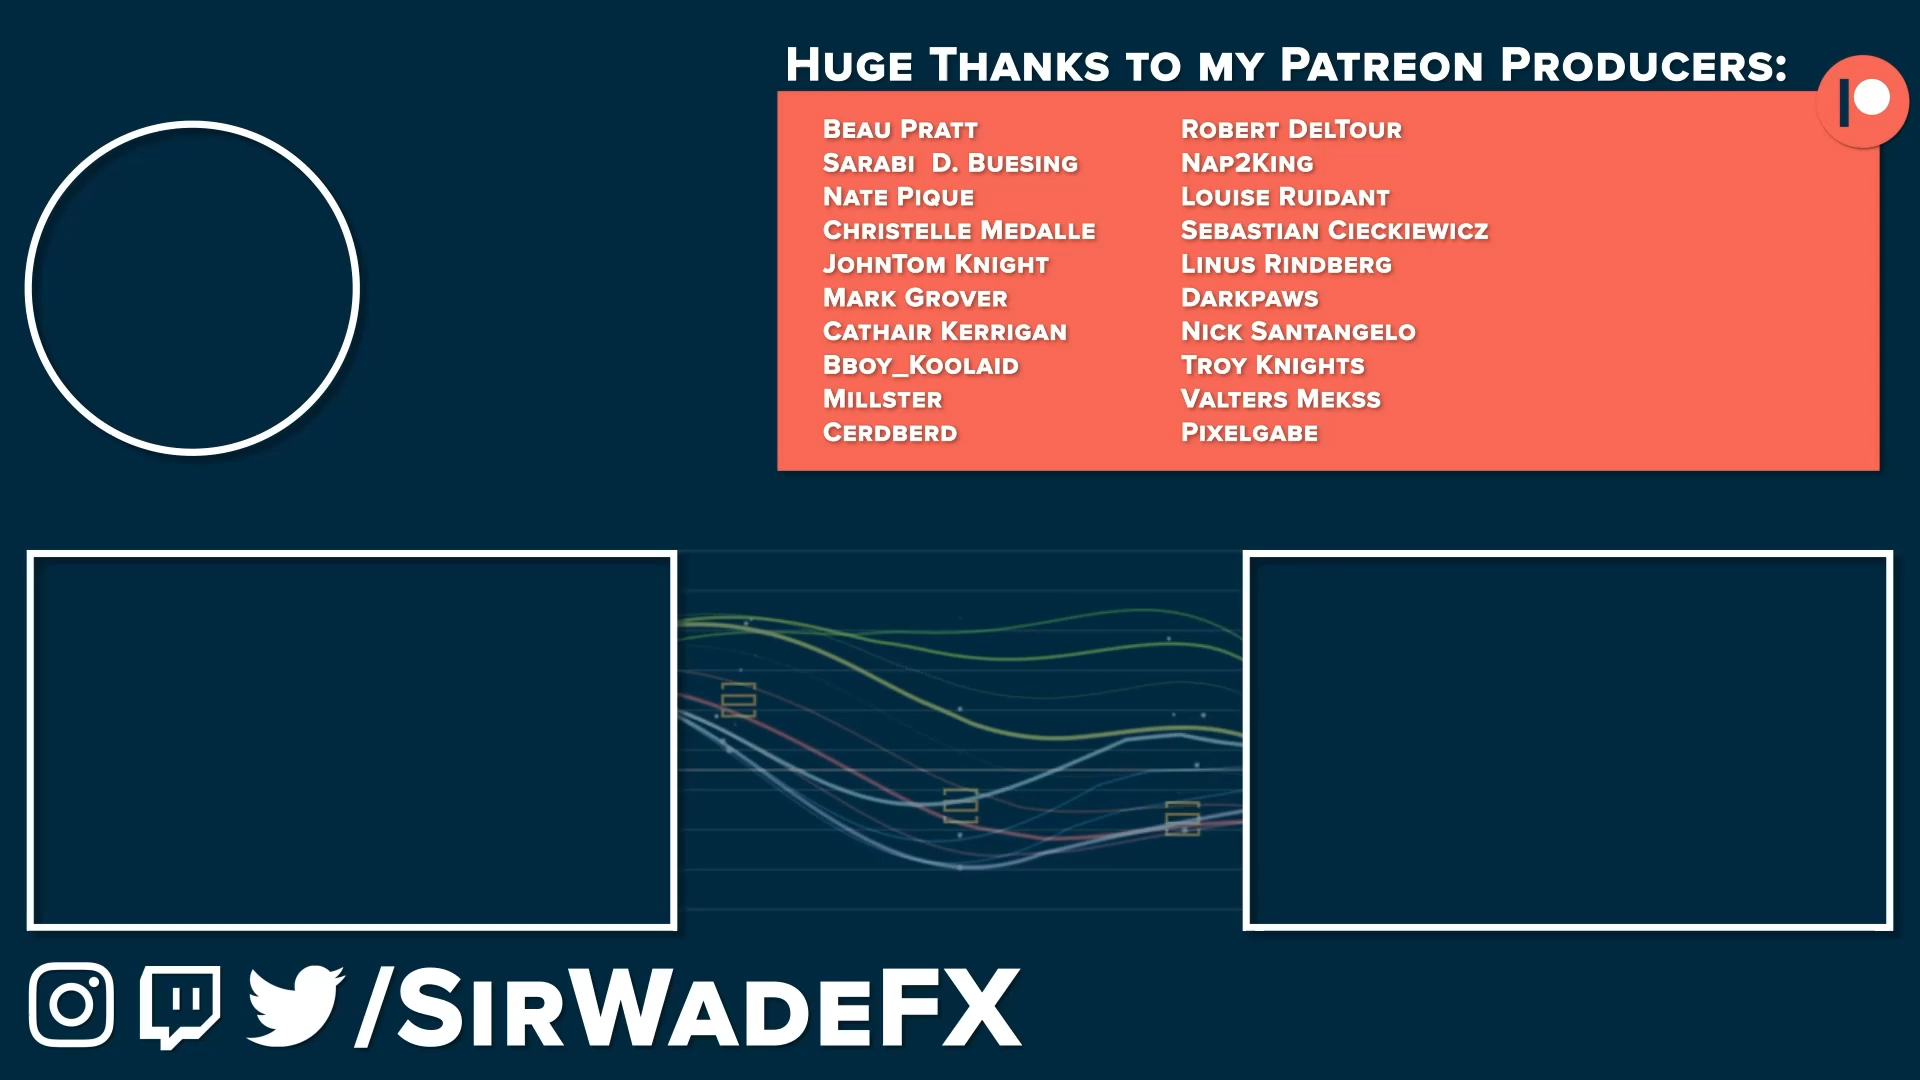 Huge Thanks to my Patreon Producers:
Beau Pratt
Sarabi D. Buesing
Nate Pique
Christelle Medalle
JohnTom Knight
Mark Grover
Cathair Kerrigan
Bboy_Koolaid
Millster
Cerdberd
Robert DelTour
Nap2King
Louise Ruidant
Sebastian Cieckiewicz
Linus Rindberg
Darkpaws
Nick Santangelo
Troy Knights
Valters Mekss
Pixelgabe
/SirWadeFX